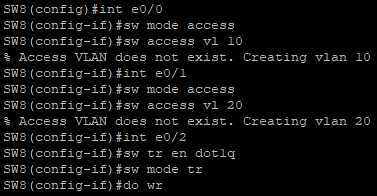 SW8(config)#int e0/0
SW8(config-if)#sw mode access
SW8(config-if)#sw access vl 10
% Access VLAN does not exist. Creating vlan 10
SW8(config-if)#int e0/1
SW8(config-if)#sw mode access
SW8(config-if)#sw access vl 20
% Access VLAN does not exist. Creating vlan 20
SW8(config-if)#int e0/2
SW8(config-if)#sw tr en dot1q
SW8(config-if)#sw mode tr
SW8(config-if)#do wr